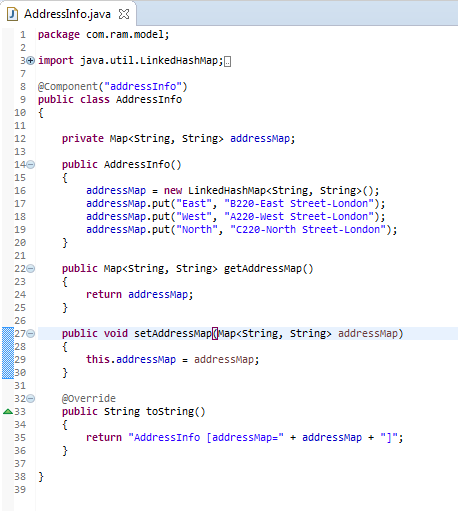 AddressInfo.java
1 package com.ram.model;
2
3 import java.util.LinkedHashMap;
7
8 @Component("addressInfo")
9 public class AddressInfo
10 {
11
12     private Map<String, String> addressMap;
13
14     public AddressInfo()
15     {
16         addressMap = new LinkedHashMap<String, String>();
17         addressMap.put("East", "B220-East Street-London");
18         addressMap.put("West", "A220-West Street-London");
19         addressMap.put("North", "C220-North Street-London");
20     }
21
22     public Map<String, String> getAddressMap()
23     {
24         return addressMap;
25     }
26
27     public void setAddressMap(Map<String, String> addressMap)
28     {
29         this.addressMap = addressMap;
30     }
31
32     @Override
33     public String toString()
34     {
35         return "AddressInfo [addressMap=" + addressMap + "]";
36     }
37
38 }
39